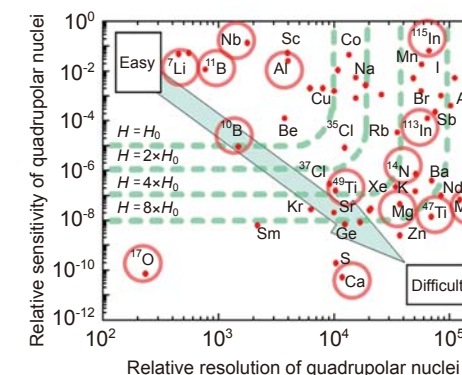 Relative sensitivity of quadrupolar nuclei
10^0
10^-2
10^-4
10^-6
10^-8
10^-10
10^-12
Easy
Nb
Sc
Co
115In
7Li
11B
Al
Na
Mn
I
Cu
Br
A
Sb
10B
Be
35Cl
Rb
113In
H = H0
H = 2×H0
H = 4×H0
H = 8×H0
37Cl
49Ti
14N
Xe
K
Ba
Nd
Kr
Sr
Mg
47Ti
M
Sm
Ge
Zn
17O
S
Ca
Difficult
10^2
10^3
10^4
10^5
Relative resolution of quadrupolar nuclei